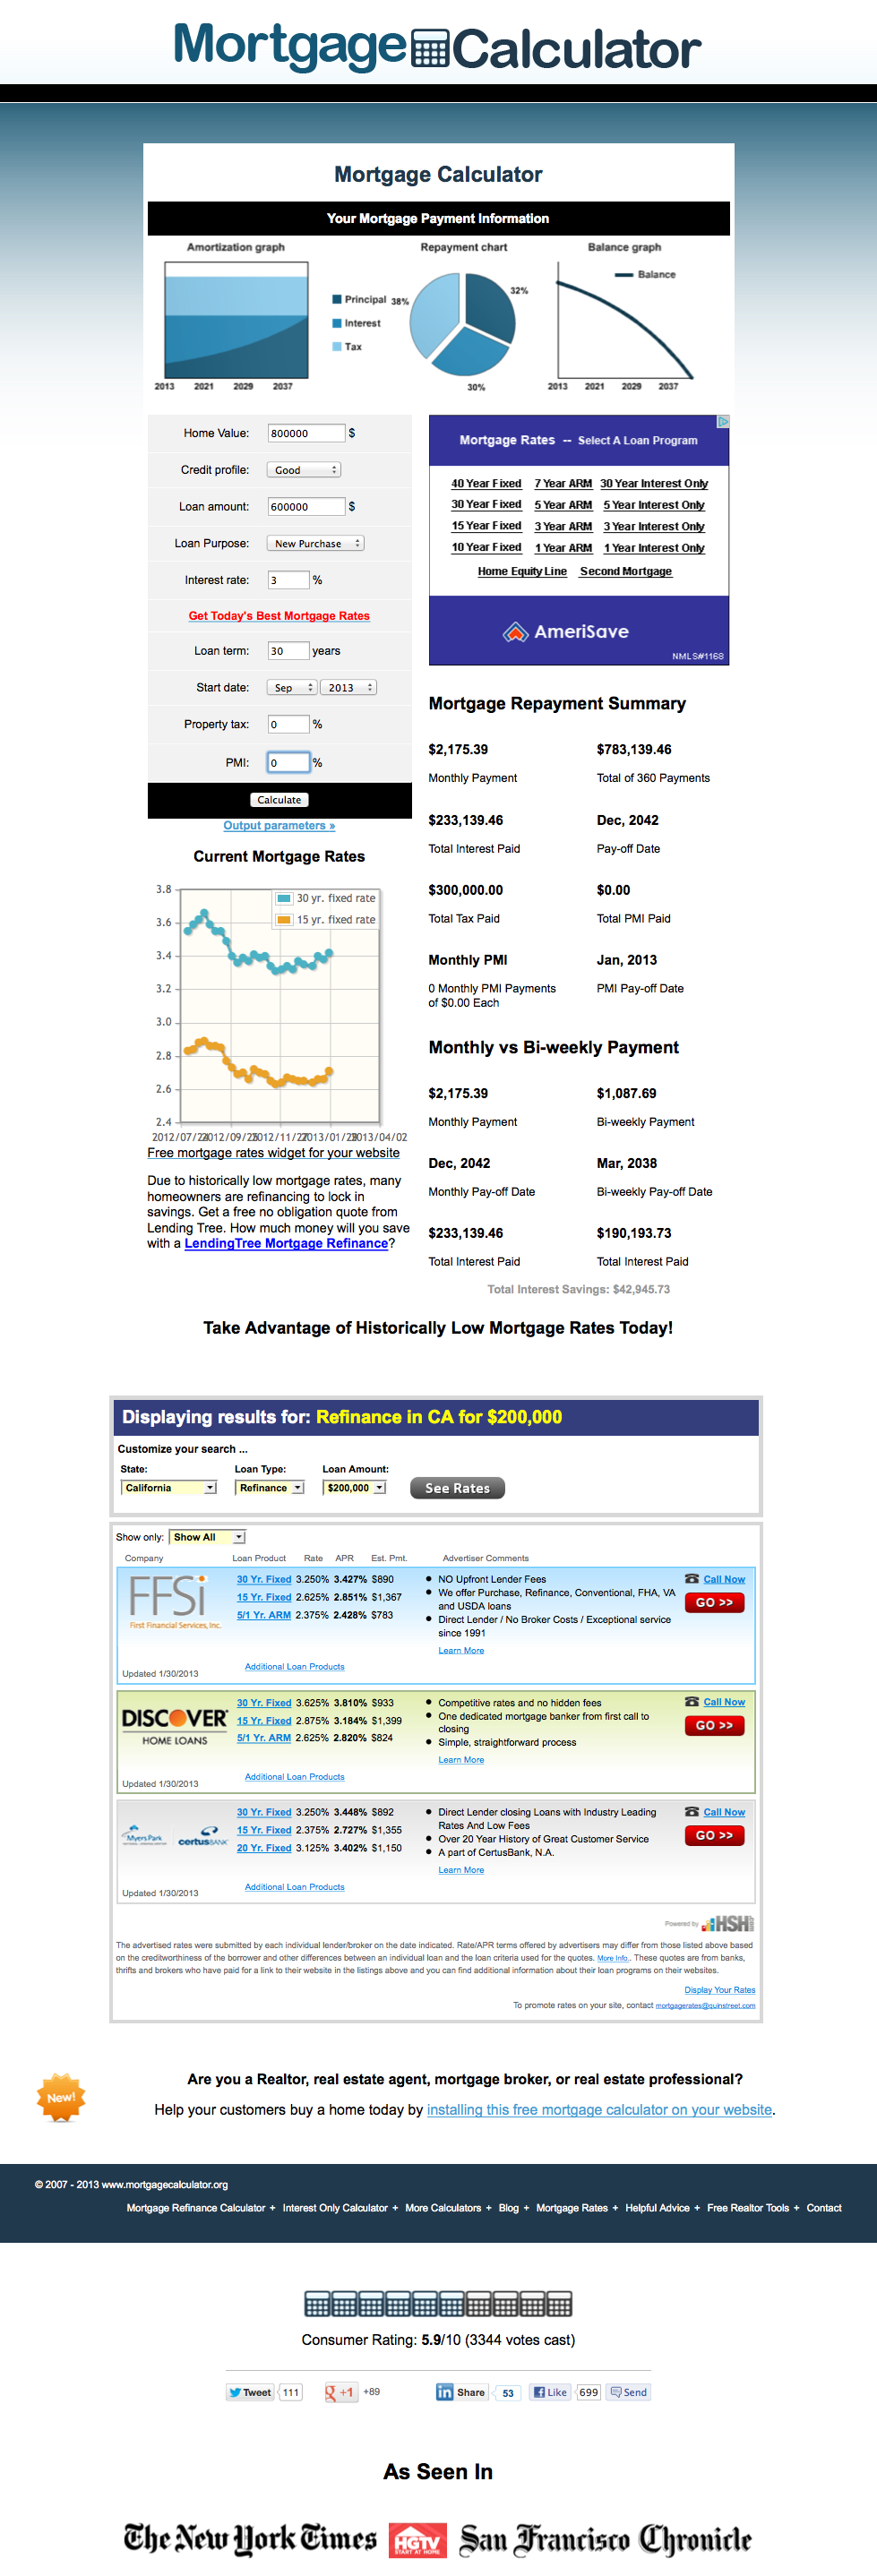 Mortgage Calculator
Mortgage Calculator
Your Mortgage Payment Information
Amortization graph
2013 2021 2029 2037
Principal
Interest
Tax
Repayment chart
38%
32%
30%
Balance graph
Balance
2013 2021 2029 2037
Home Value: 800000 $
Credit profile: Good
Loan amount: 600000 $
Loan Purpose: New Purchase
Interest rate: 3 %
Get Today's Best Mortgage Rates
Loan term: 30 years
Start date: Sep 2013
Property tax: 0 %
PMI: 0 %
Calculate
Output parameters »
Current Mortgage Rates
30 yr. fixed rate
15 yr. fixed rate
3.8
3.6
3.4
3.2
3.0
2.8
2.6
2.4
2013/04/02
Free mortgage rates widget for your website
Due to historically low mortgage rates, many
homeowners are refinancing to lock in
savings. Get a free no obligation quote from
Lending Tree. How much money will you save
with a LendingTree Mortgage Refinance?
Mortgage Rates -- Select A Loan Program
40 Year Fixed 7 Year ARM 30 Year Interest Only
30 Year Fixed 5 Year ARM 5 Year Interest Only
15 Year Fixed 3 Year ARM 3 Year Interest Only
10 Year Fixed 1 Year ARM 1 Year Interest Only
Home Equity Line Second Mortgage
AmeriSave
NMLS#1168
Mortgage Repayment Summary
$2,175.39 $783,139.46
Monthly Payment Total of 360 Payments
$233,139.46 Dec, 2042
Total Interest Paid Pay-off Date
$300,000.00 $0.00
Total Tax Paid Total PMI Paid
Monthly PMI Jan, 2013
0 Monthly PMI Payments PMI Pay-off Date
of $0.00 Each
Monthly vs Bi-weekly Payment
$2,175.39 $1,087.69
Monthly Payment Bi-weekly Payment
Dec, 2042 Mar, 2038
Monthly Pay-off Date Bi-weekly Pay-off Date
$233,139.46 $190,193.73
Total Interest Paid Total Interest Paid
Total Interest Savings: $42,945.73
Take Advantage of Historically Low Mortgage Rates Today!
Displaying results for: Refinance in CA for $200,000
Customize your search ...
State: Loan Type: Loan Amount:
California Refinance $200,000 See Rates
Show only: Show All
Company Loan Product Rate APR Est. Pmt. Advertiser Comments
FFSi
First Financial Services, Inc.
Updated 1/30/2013
30 Yr. Fixed 3.250% 3.427% $890
15 Yr. Fixed 2.625% 2.851% $1,367
5/1 Yr. ARM 2.375% 2.428% $783
Additional Loan Products
• NO Upfront Lender Fees
• We offer Purchase, Refinance, Conventional, FHA, VA
and USDA loans
• Direct Lender / No Broker Costs / Exceptional service
since 1991
Learn More
Call Now
GO >>
DISCOVER
HOME LOANS
Updated 1/30/2013
30 Yr. Fixed 3.625% 3.810% $933
15 Yr. Fixed 2.875% 3.184% $1,399
5/1 Yr. ARM 2.625% 2.820% $824
Additional Loan Products
• Competitive rates and no hidden fees
• One dedicated mortgage banker from first call to
closing
• Simple, straightforward process
Learn More
Call Now
GO >>
Myers Park
certusBANK
Updated 1/30/2013
30 Yr. Fixed 3.250% 3.448% $892
15 Yr. Fixed 2.375% 2.727% $1,355
20 Yr. Fixed 3.125% 3.402% $1,150
Additional Loan Products
• Direct Lender closing Loans with Industry Leading
Rates And Low Fees
• Over 20 Year History of Great Customer Service
• A part of CertusBank, N.A.
Learn More
Call Now
GO >>
Powered by HSH
The advertised rates were submitted by each individual lender/broker on the date indicated. Rate/APR terms offered by advertisers may differ from those listed above based
on the creditworthiness of the borrower and other differences between an individual loan and the loan criteria used for the quotes. More Info.. These quotes are from banks,
thrifts and brokers who have paid for a link to their website in the listings above and you can find additional information about their loan programs on their websites.
Display Your Rates
To promote rates on your site, contact mortgagerates@quinstreet.com
New!
Are you a Realtor, real estate agent, mortgage broker, or real estate professional?
Help your customers buy a home today by installing this free mortgage calculator on your website.
© 2007 - 2013 www.mortgagecalculator.org
Mortgage Refinance Calculator + Interest Only Calculator + More Calculators + Blog + Mortgage Rates + Helpful Advice + Free Realtor Tools + Contact
Consumer Rating: 5.9/10 (3344 votes cast)
Tweet 111 g +1 +89 in Share 53 Like 699 Send
As Seen In
The New York Times HGTV START AT HOME San Francisco Chronicle